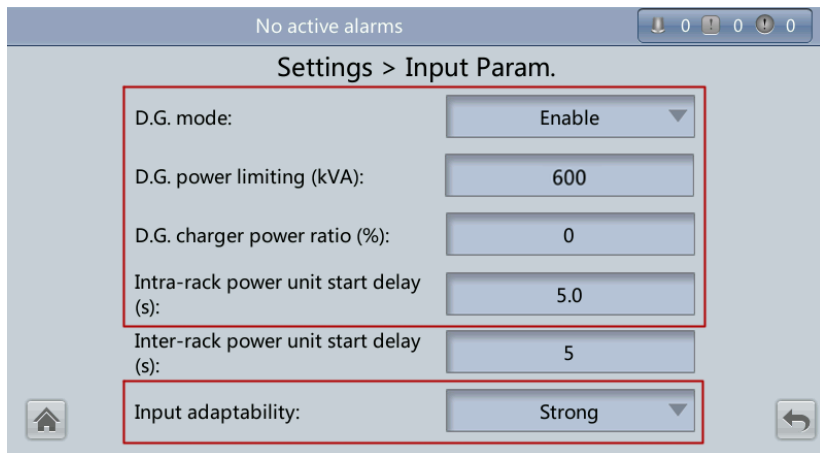 No active alarms
0 0 0
Settings > Input Param.
D.G. mode: Enable
D.G. power limiting (kVA): 600
D.G. charger power ratio (%): 0
Intra-rack power unit start delay
(s): 5.0
Inter-rack power unit start delay
(s): 5
Input adaptability: Strong